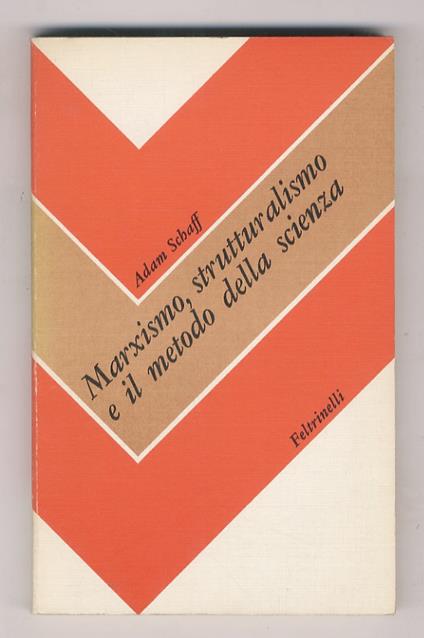 Adam Schaff
Marxismo, strutturalismo
e il metodo della scienza
Feltrinelli